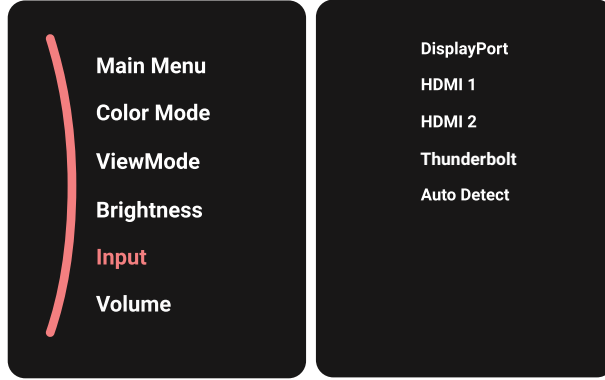 Main Menu
Color Mode
ViewMode
Brightness
Input
Volume
DisplayPort
HDMI 1
HDMI 2
Thunderbolt
Auto Detect